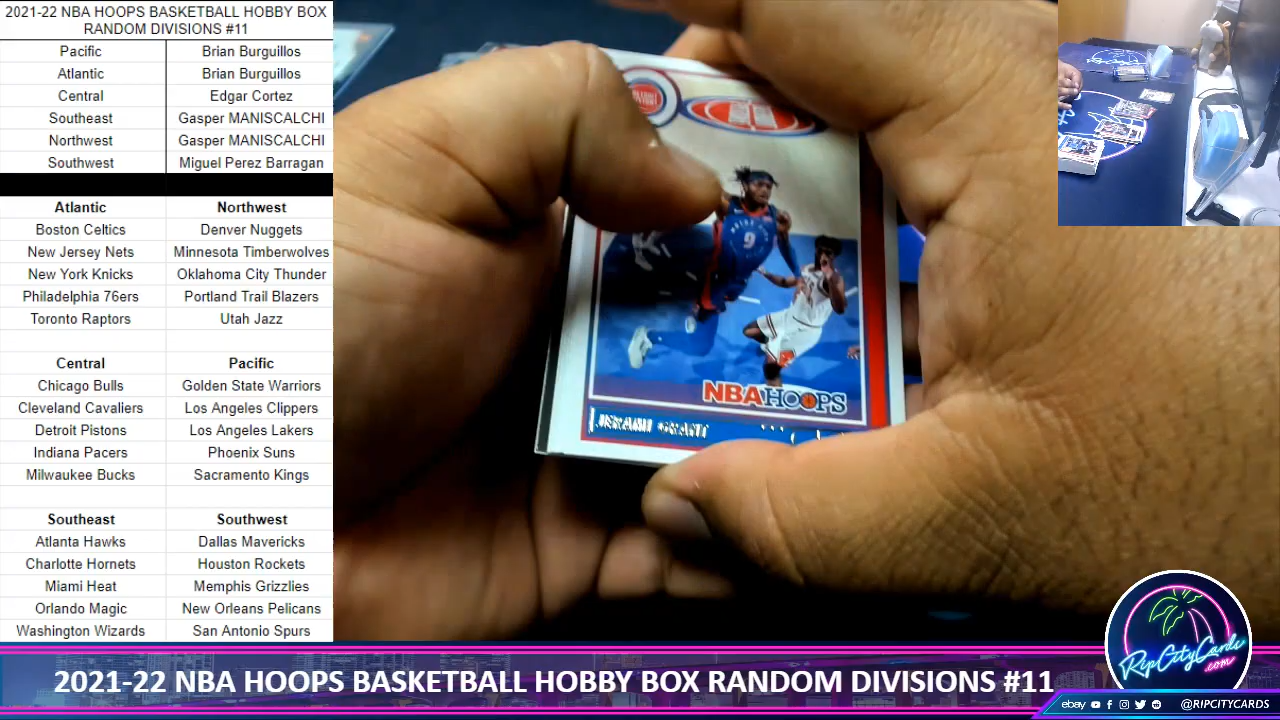 2021-22 NBA HOOPS BASKETBALL HOBBY BOX
RANDOM DIVISIONS #11
Pacific Brian Burguillos
Atlantic Brian Burguillos
Central Edgar Cortez
Southeast Gasper MANISCALCHI
Northwest Gasper MANISCALCHI
Southwest Miguel Perez Barragan
Atlantic Northwest
Boston Celtics Denver Nuggets
New Jersey Nets Minnesota Timberwolves
New York Knicks Oklahoma City Thunder
Philadelphia 76ers Portland Trail Blazers
Toronto Raptors Utah Jazz
Central Pacific
Chicago Bulls Golden State Warriors
Cleveland Cavaliers Los Angeles Clippers
Detroit Pistons Los Angeles Lakers
Indiana Pacers Phoenix Suns
Milwaukee Bucks Sacramento Kings
Southeast Southwest
Atlanta Hawks Dallas Mavericks
Charlotte Hornets Houston Rockets
Miami Heat Memphis Grizzlies
Orlando Magic New Orleans Pelicans
Washington Wizards San Antonio Spurs
9
NBA HOOPS
JERAMI GRANT
RipCityCards
.com
2021-22 NBA HOOPS BASKETBALL HOBBY BOX RANDOM DIVISIONS #11
ebay @RIPCITYCARDS